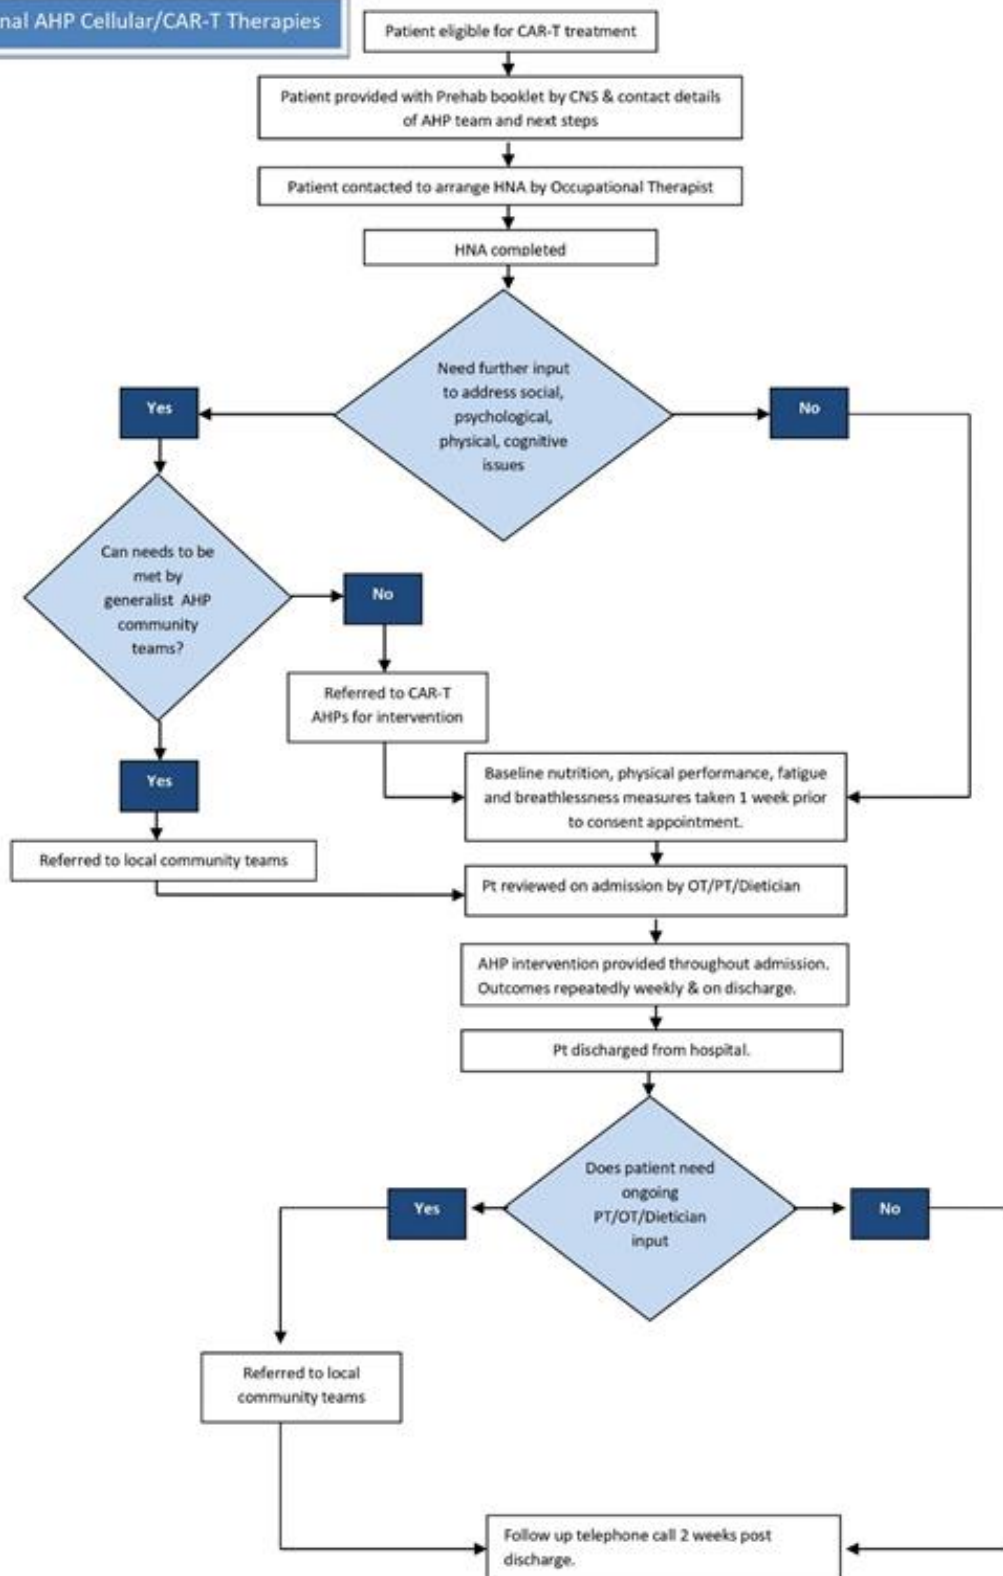 nal AHP Cellular/CAR-T Therapies
Patient eligible for CAR-T treatment
Patient provided with Prehab booklet by CNS & contact details
of AHP team and next steps
Patient contacted to arrange HNA by Occupational Therapist
HNA completed
Need further input
to address social,
psychological,
physical, cognitive
issues
Yes
No
Can needs to be
met by
generalist AHP
community
teams?
No
Referred to CAR-T
AHPs for intervention
Yes
Baseline nutrition, physical performance, fatigue
and breathlessness measures taken 1 week prior
to consent appointment.
Referred to local community teams
Pt reviewed on admission by OT/PT/Dietician
AHP intervention provided throughout admission.
Outcomes repeatedly weekly & on discharge.
Pt discharged from hospital.
Does patient need
ongoing
PT/OT/Dietician
input
Yes
No
Referred to local
community teams
Follow up telephone call 2 weeks post
discharge.